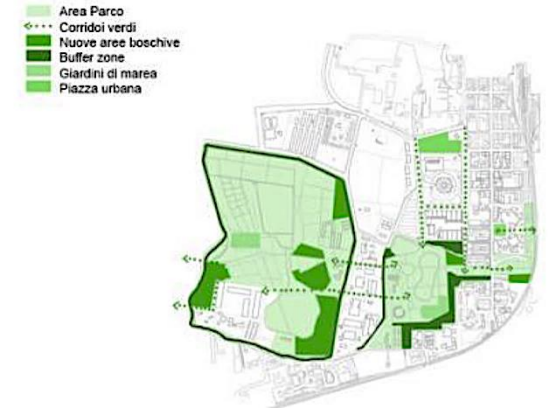 Area Parco
Corridoi verdi
Nuove aree boschive
Buffer zone
Giardini di marea
Piazza urbana